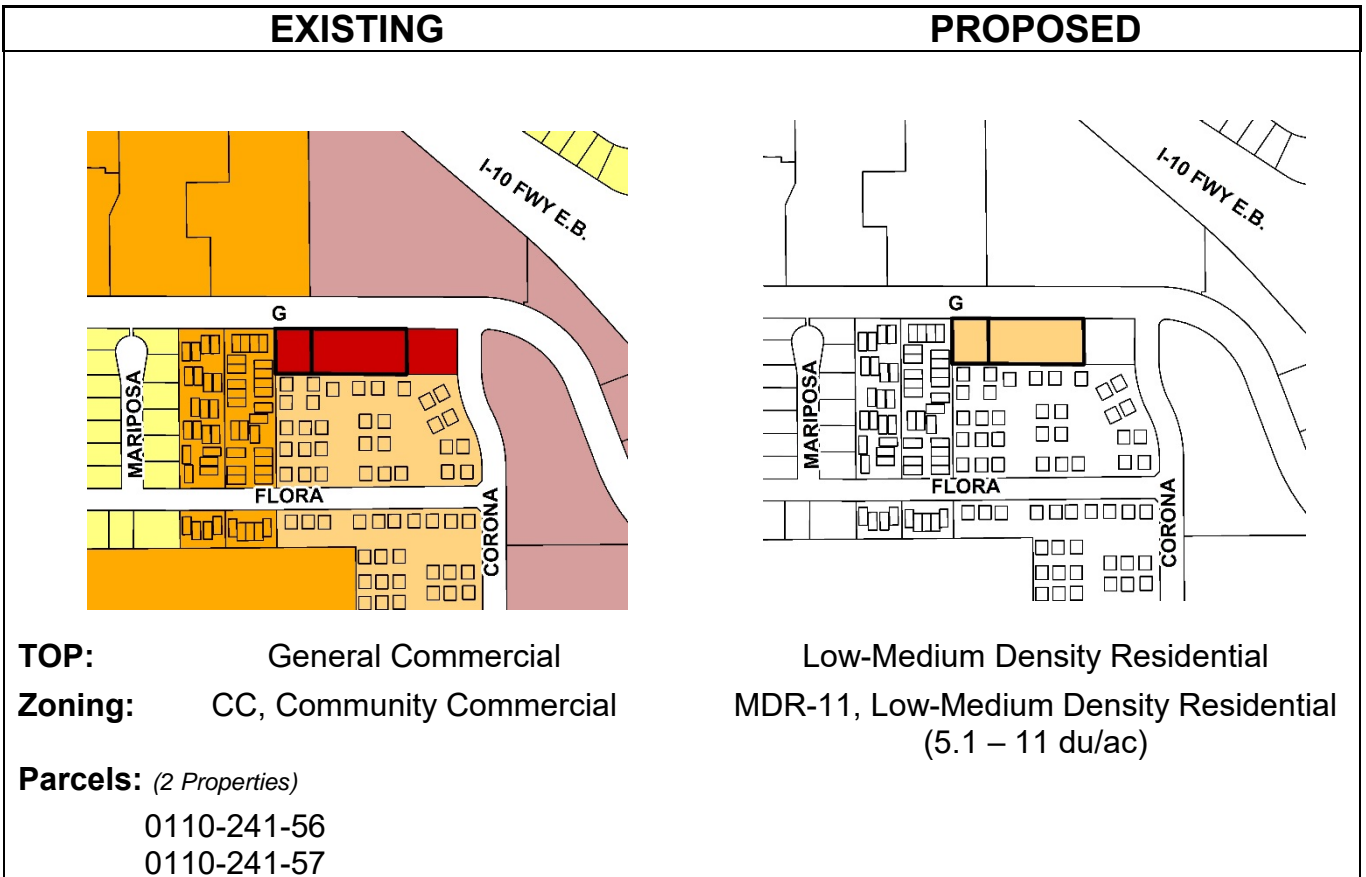 EXISTING PROPOSED
I-10 FWY E.B.
G
MARIPOSA
FLORA
CORONA
I-10 FWY E.B.
G
MARIPOSA
FLORA
CORONA
TOP: General Commercial Low-Medium Density Residential
Zoning: CC, Community Commercial MDR-11, Low-Medium Density Residential
(5.1 – 11 du/ac)
Parcels: (2 Properties)
0110-241-56
0110-241-57